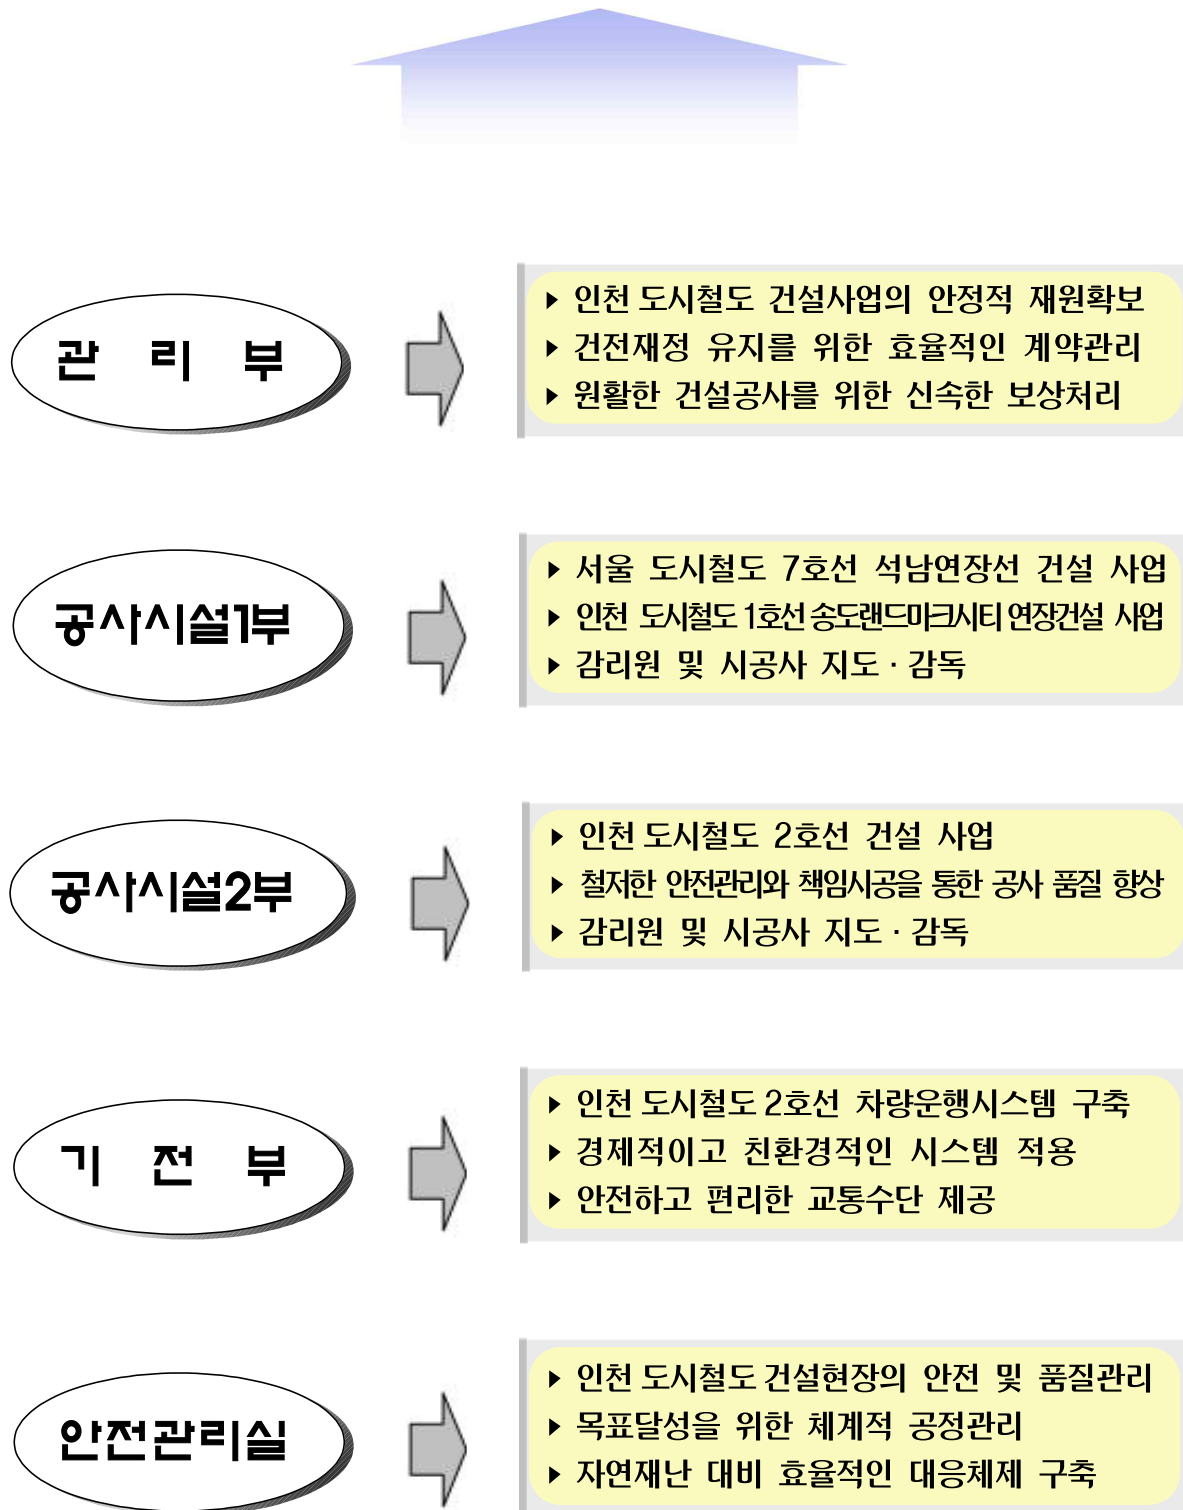 관 리 부
▶ 인천 도시철도 건설사업의 안정적 재원확보
▶ 건전재정 유지를 위한 효율적인 계약관리
▶ 원활한 건설공사를 위한 신속한 보상처리
공사시설1부
▶ 서울 도시철도 7호선 석남연장선 건설 사업
▶ 인천 도시철도 1호선 송도랜드마크시티 연장건설 사업
▶ 감리원 및 시공사 지도 · 감독
공사시설2부
▶ 인천 도시철도 2호선 건설 사업
▶ 철저한 안전관리와 책임시공을 통한 공사 품질 향상
▶ 감리원 및 시공사 지도 · 감독
기 전 부
▶ 인천 도시철도 2호선 차량운행시스템 구축
▶ 경제적이고 친환경적인 시스템 적용
▶ 안전하고 편리한 교통수단 제공
안전관리실
▶ 인천 도시철도 건설현장의 안전 및 품질관리
▶ 목표달성을 위한 체계적 공정관리
▶ 자연재난 대비 효율적인 대응체제 구축